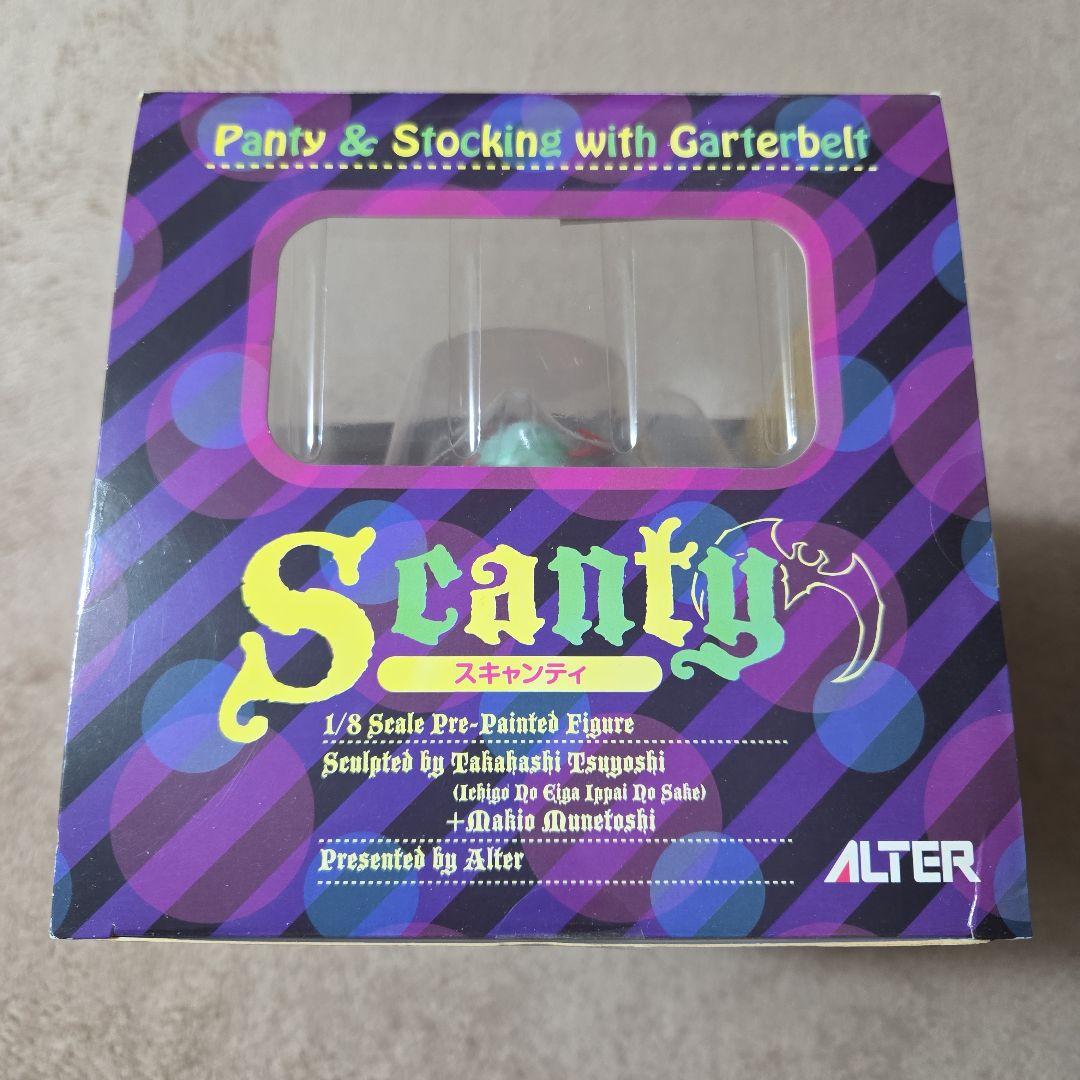 Panty & Stocking with Garterbelt
Scanty
スキャンティ
1/8 Scale Pre-Painted Figure
Sculpted by Takahashi Tsuyoshi
(Ichigo No Eiga Ippai No Sake)
+Makio Munetoshi
Presented by Alter
ALTER